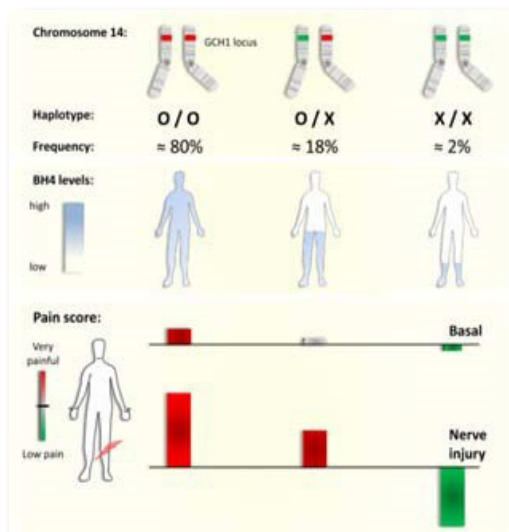 Chromosome 14:
GCH1 locus
Haplotype:
O / O
O / X
X / X
Frequency:
≈ 80%
≈ 18%
≈ 2%
BH4 levels:
high
low
Pain score:
Very
painful
Low pain
Basal
Nerve
injury